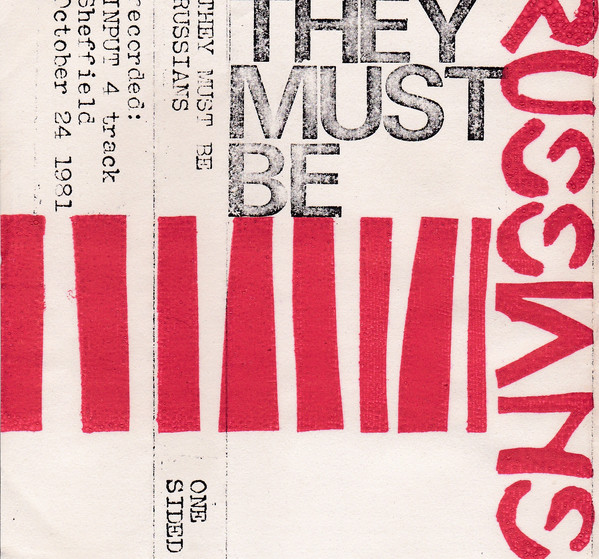 THEY
MUST
BE
RUSSIANS
THEY MUST BE
RUSSIANS
ONE
SIDED
recorded:
INPUT 4 track
Sheffield
October 24 1981